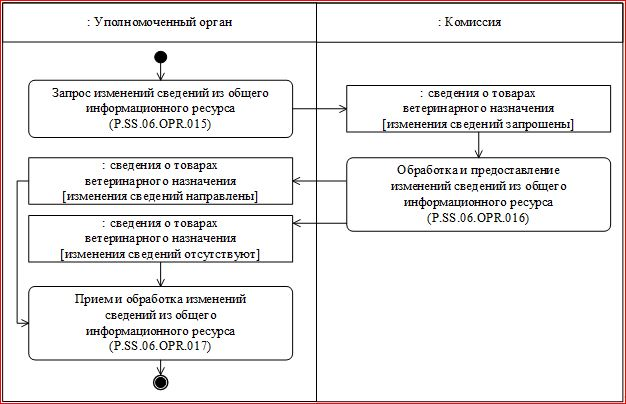 : Уполномоченный орган
: Комиссия
Запрос изменений сведений из общего
информационного ресурса
(P.SS.06.OPR.015)
: сведения о товарах
ветеринарного назначения
[изменения сведений запрошены]
: сведения о товарах
ветеринарного назначения
[изменения сведений направлены]
Обработка и предоставление
изменений сведений из общего
информационного ресурса
(P.SS.06.OPR.016)
: сведения о товарах
ветеринарного назначения
[изменения сведений отсутствуют]
Прием и обработка изменений
сведений из общего
информационного ресурса
(P.SS.06.OPR.017)